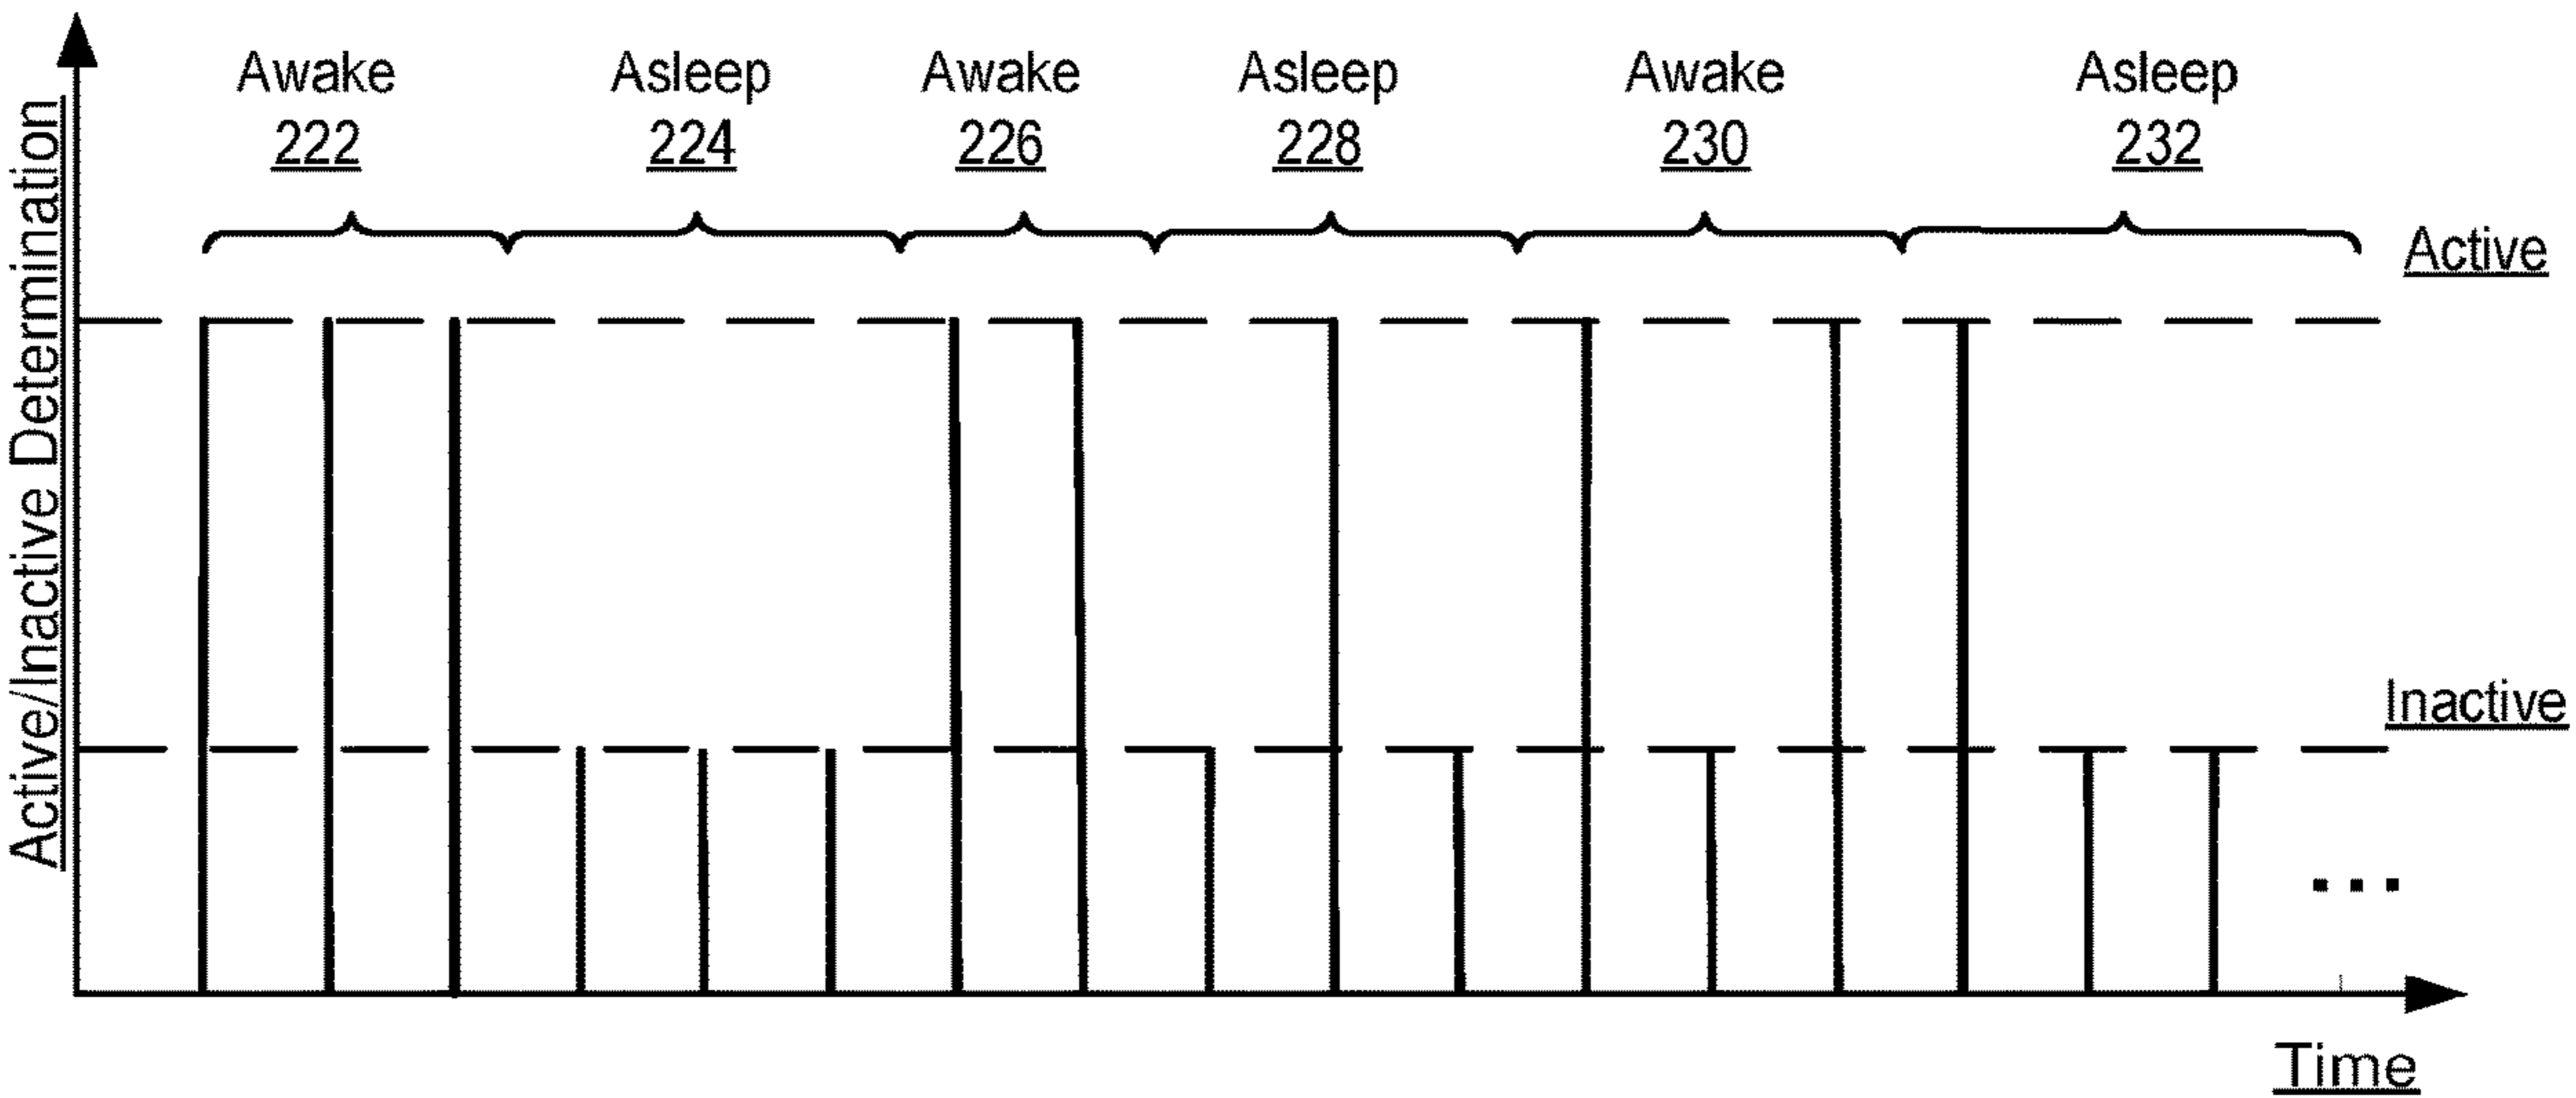 Awake
222
Asleep
224
Awake
226
Asleep
228
Awake
230
Asleep
232
Active
Inactive
Active/Inactive Determination
...
Time